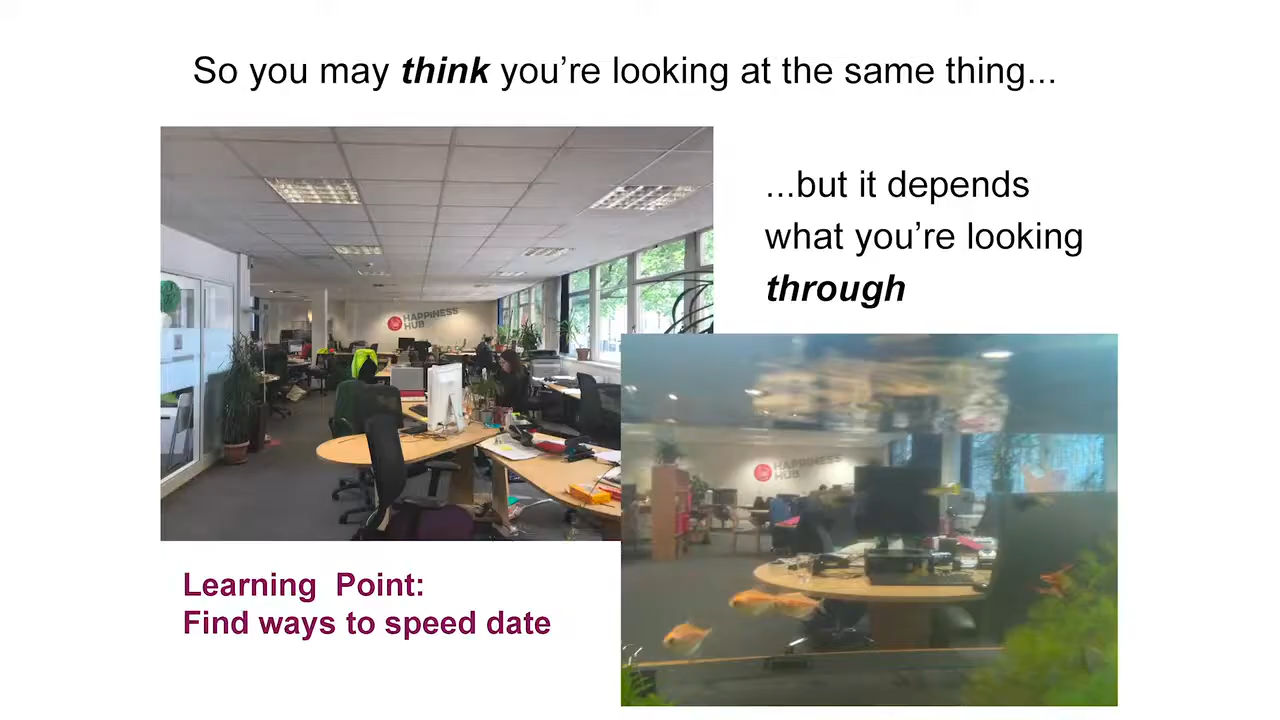 So you may think you’re looking at the same thing...
...but it depends
what you’re looking
through
HAPPINESS
HUB
HAPPINESS
HUB
Learning Point:
Find ways to speed date